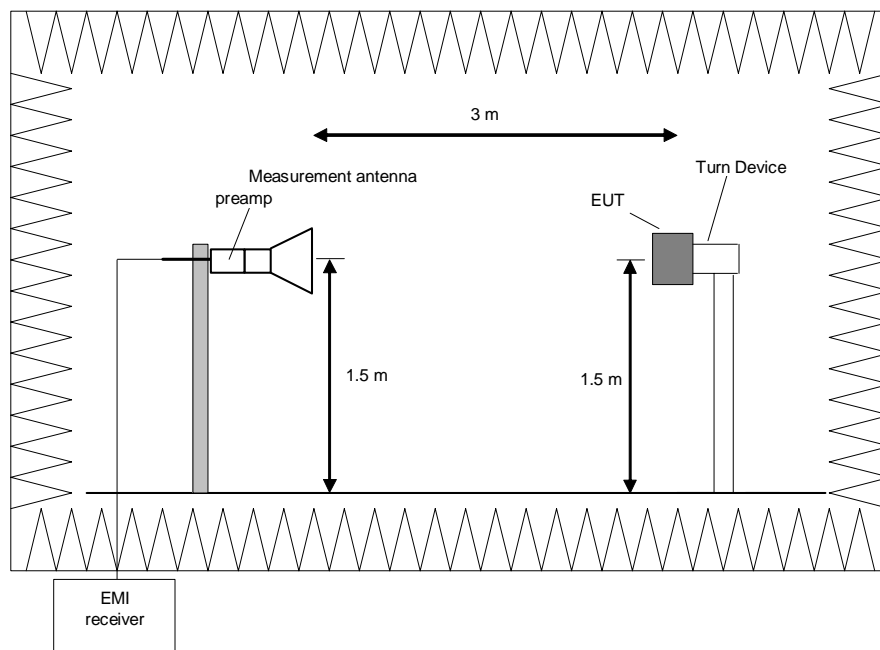 3 m
Measurement antenna
preamp
Turn Device
EUT
1.5 m
1.5 m
EMI
receiver